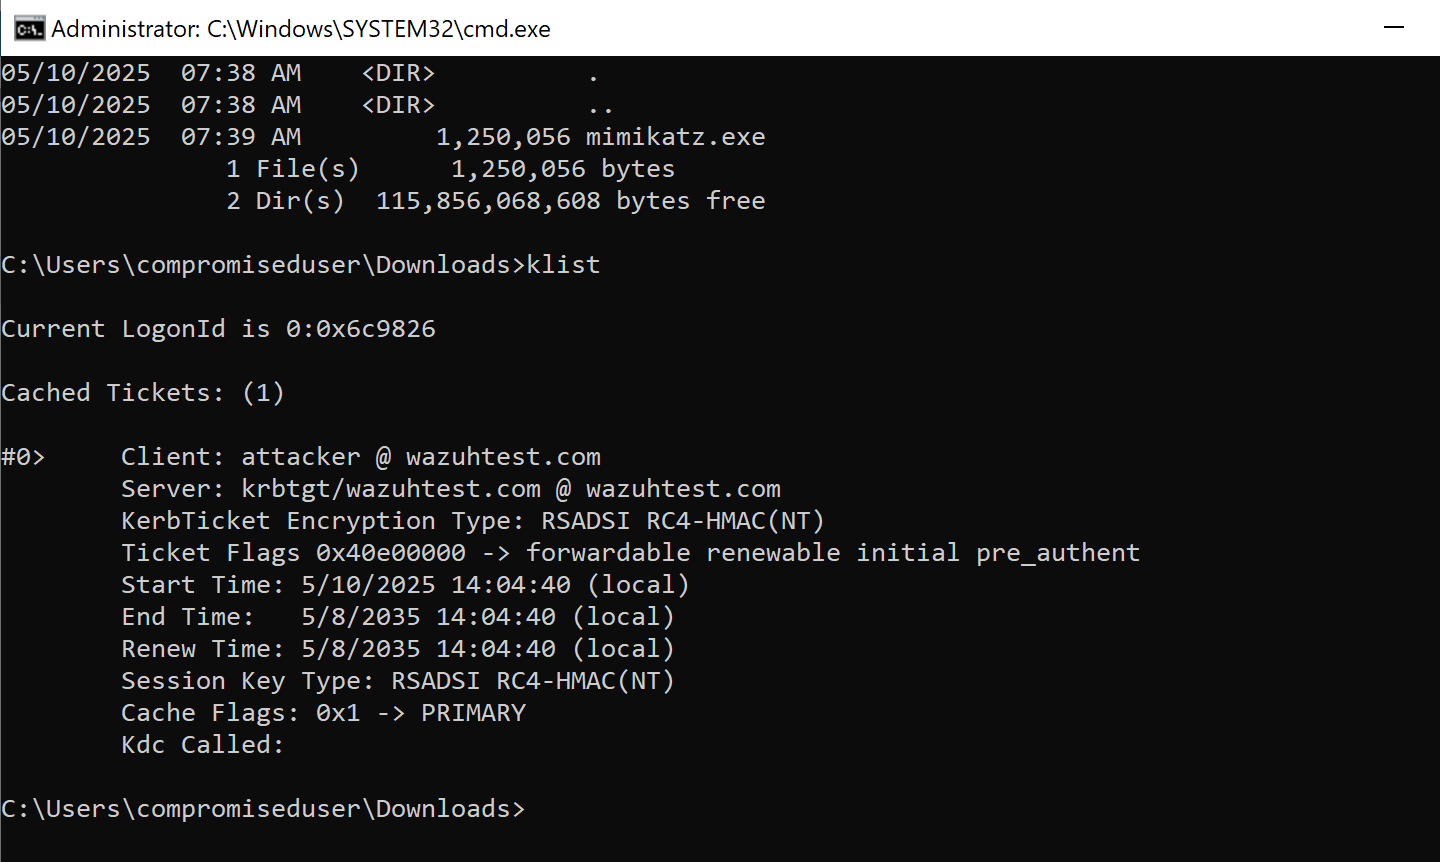 Administrator: C:\Windows\SYSTEM32\cmd.exe
05/10/2025  07:38 AM    <DIR>          .
05/10/2025  07:38 AM    <DIR>          ..
05/10/2025  07:39 AM         1,250,056 mimikatz.exe
               1 File(s)      1,250,056 bytes
               2 Dir(s)  115,856,068,608 bytes free
C:\Users\compromiseduser\Downloads>klist
Current LogonId is 0:0x6c9826
Cached Tickets: (1)
#0>     Client: attacker @ wazuhtest.com
        Server: krbtgt/wazuhtest.com @ wazuhtest.com
        KerbTicket Encryption Type: RSADSI RC4-HMAC(NT)
        Ticket Flags 0x40e00000 -> forwardable renewable initial pre_authent
        Start Time: 5/10/2025 14:04:40 (local)
        End Time:   5/8/2035 14:04:40 (local)
        Renew Time: 5/8/2035 14:04:40 (local)
        Session Key Type: RSADSI RC4-HMAC(NT)
        Cache Flags: 0x1 -> PRIMARY
        Kdc Called:
C:\Users\compromiseduser\Downloads>